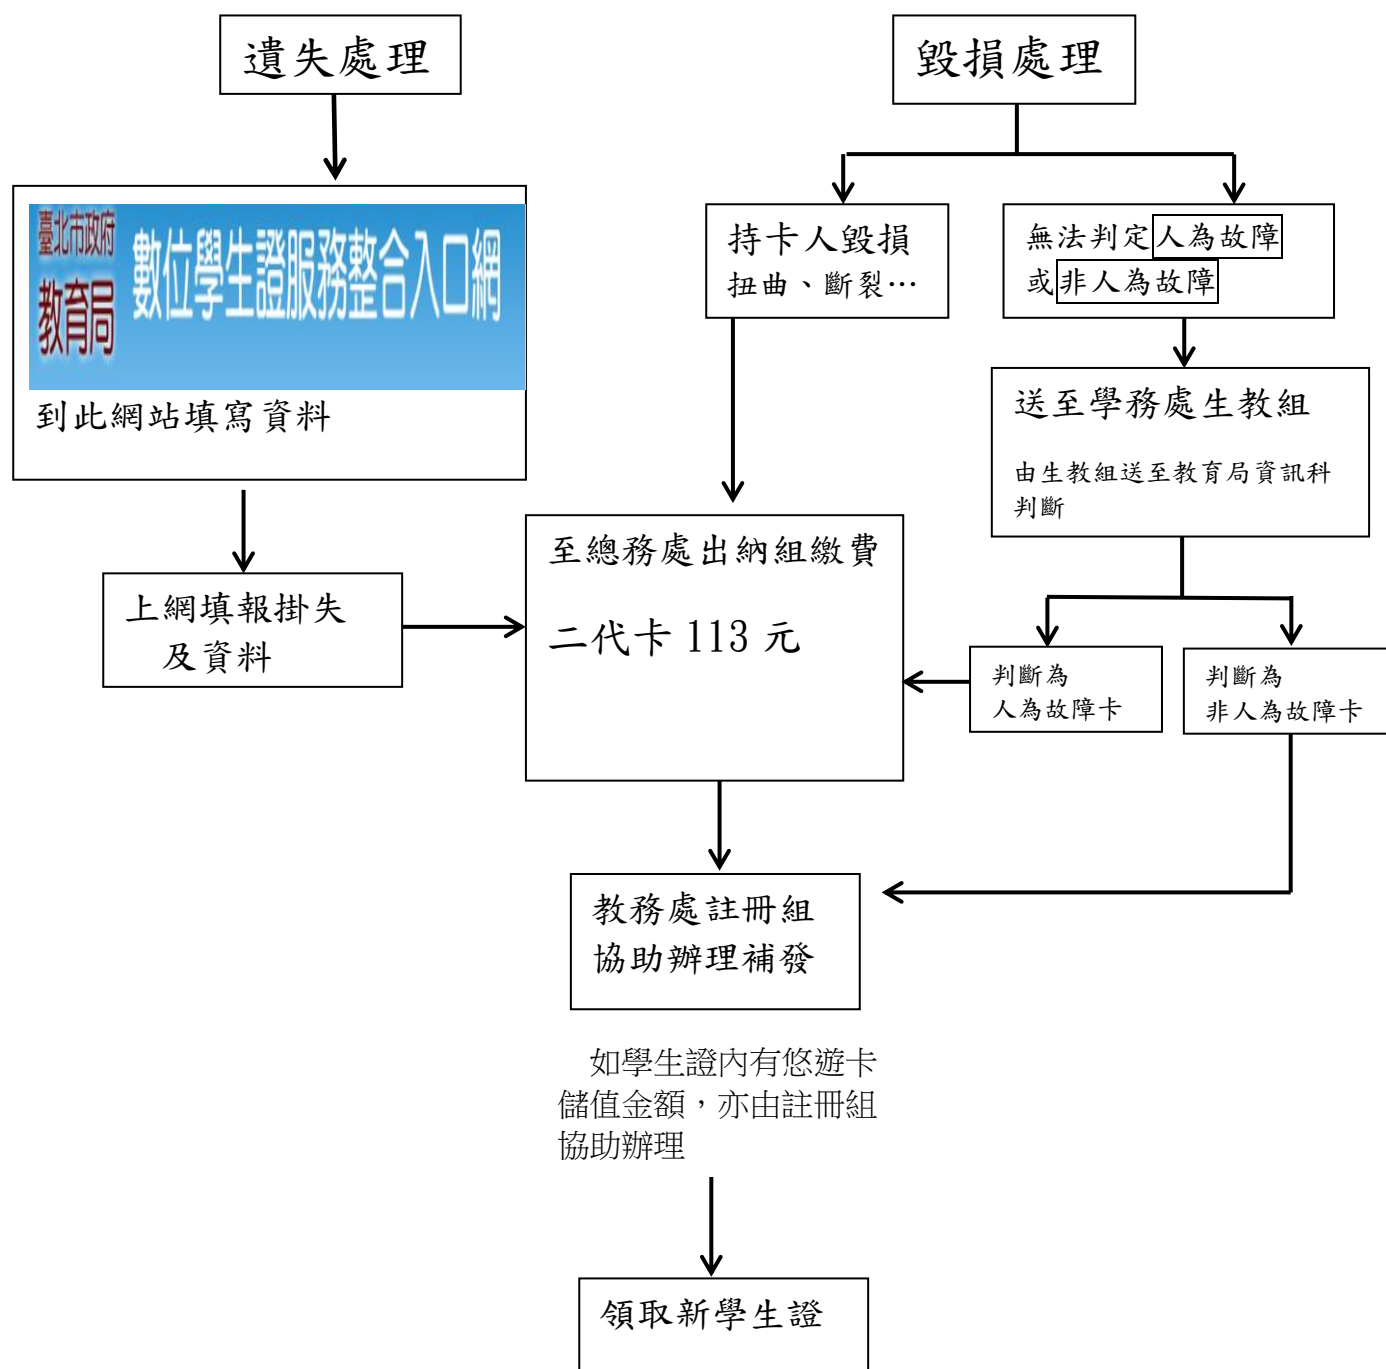 遺失處理
毀損處理
臺北市政府
教育局
數位學生證服務整合入口網
到此網站填寫資料
持卡人毀損
扭曲、斷裂…
無法判定人為故障
或非人為故障
送至學務處生教組
由生教組送至教育局資訊科
判斷
上網填報掛失
及資料
至總務處出納組繳費
二代卡 113 元
判斷為
人為故障卡
判斷為
非人為故障卡
教務處註冊組
協助辦理補發
如學生證內有悠遊卡
儲值金額，亦由註冊組
協助辦理
領取新學生證